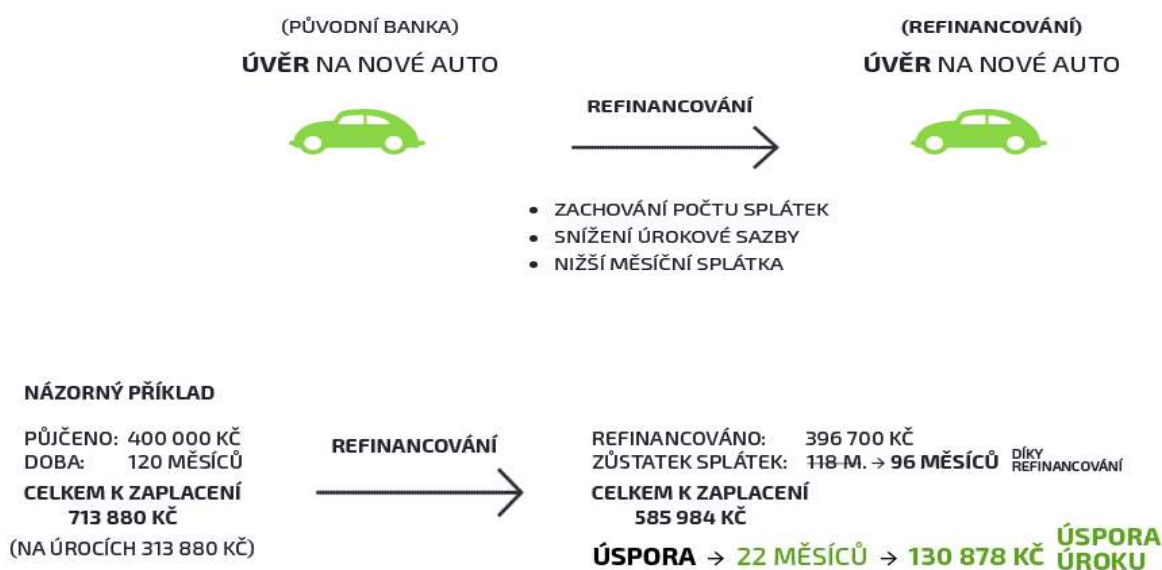 (PŮVODNÍ BANKA)
ÚVĚR NA NOVÉ AUTO
(REFINANCOVÁNÍ)
ÚVĚR NA NOVÉ AUTO
REFINANCOVÁNÍ
• ZACHOVÁNÍ POČTU SPLÁTEK
• SNÍŽENÍ ÚROKOVÉ SAZBY
• NIŽŠÍ MĚSÍČNÍ SPLÁTKA
NÁZORNÝ PŘÍKLAD
PŮJČENO: 400 000 KČ
DOBA: 120 MĚSÍCŮ
CELKEM K ZAPLACENÍ
713 880 KČ
(NA ÚROCÍCH 313 880 KČ)
REFINANCOVÁNÍ
REFINANCOVÁNO: 396 700 KČ
ZŮSTATEK SPLÁTEK: 118 M. → 96 MĚSÍCŮ DÍKY REFINANCOVÁNÍ
CELKEM K ZAPLACENÍ
585 984 KČ
ÚSPORA → 22 MĚSÍCŮ → 130 878 KČ ÚSPORA ÚROKU